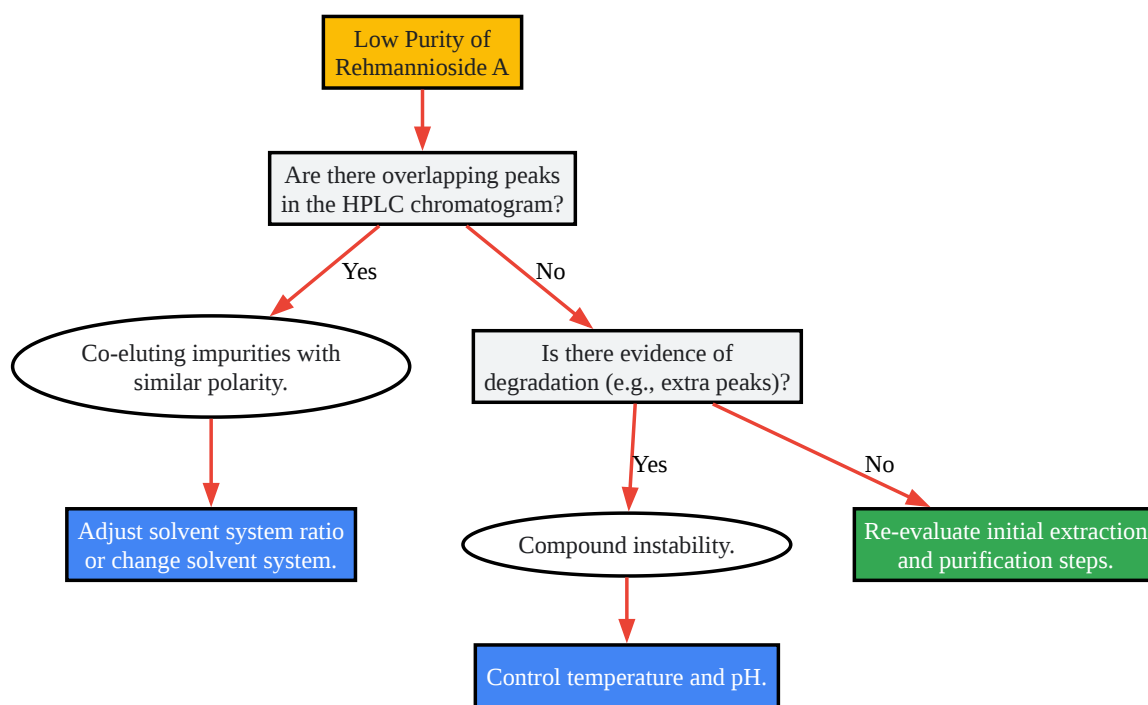 Low Purity of
Rehmannioside A
Are there overlapping peaks
in the HPLC chromatogram?
Yes
No
Co-eluting impurities with
similar polarity.
Is there evidence of
degradation (e.g., extra peaks)?
Yes
No
Adjust solvent system ratio
or change solvent system.
Compound instability.
Re-evaluate initial extraction
and purification steps.
Control temperature and pH.